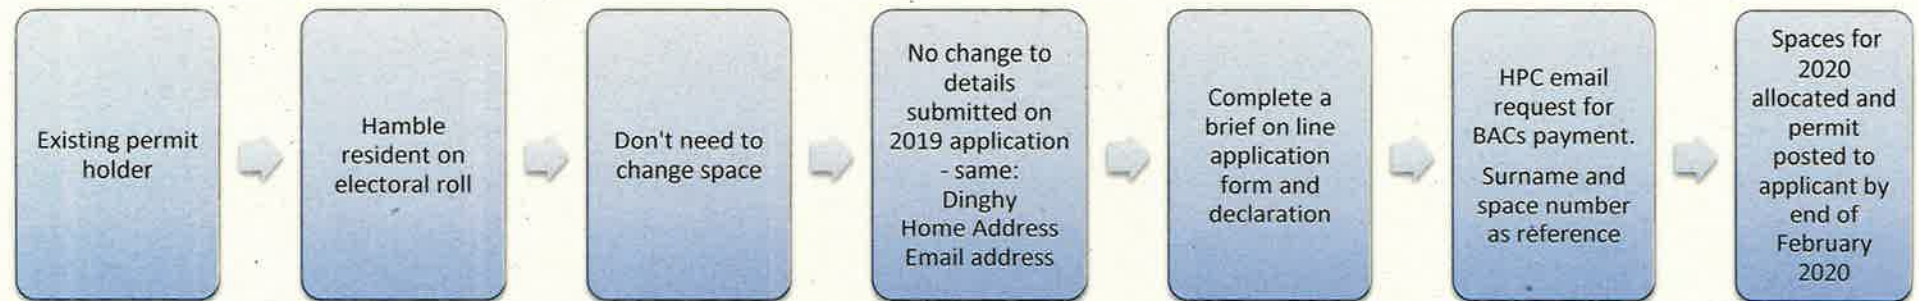 Existing permit
holder
Hamble
resident on
electoral roll
Don't need to
change space
No change to
details
submitted on
2019 application
- same:
Dinghy
Home Address
Email address
Complete a
brief on line
application
form and
declaration
HPC email
request for
BACs payment.
Surname and
space number
as reference
Spaces for
2020
allocated and
permit
posted to
applicant by
end of
February
2020